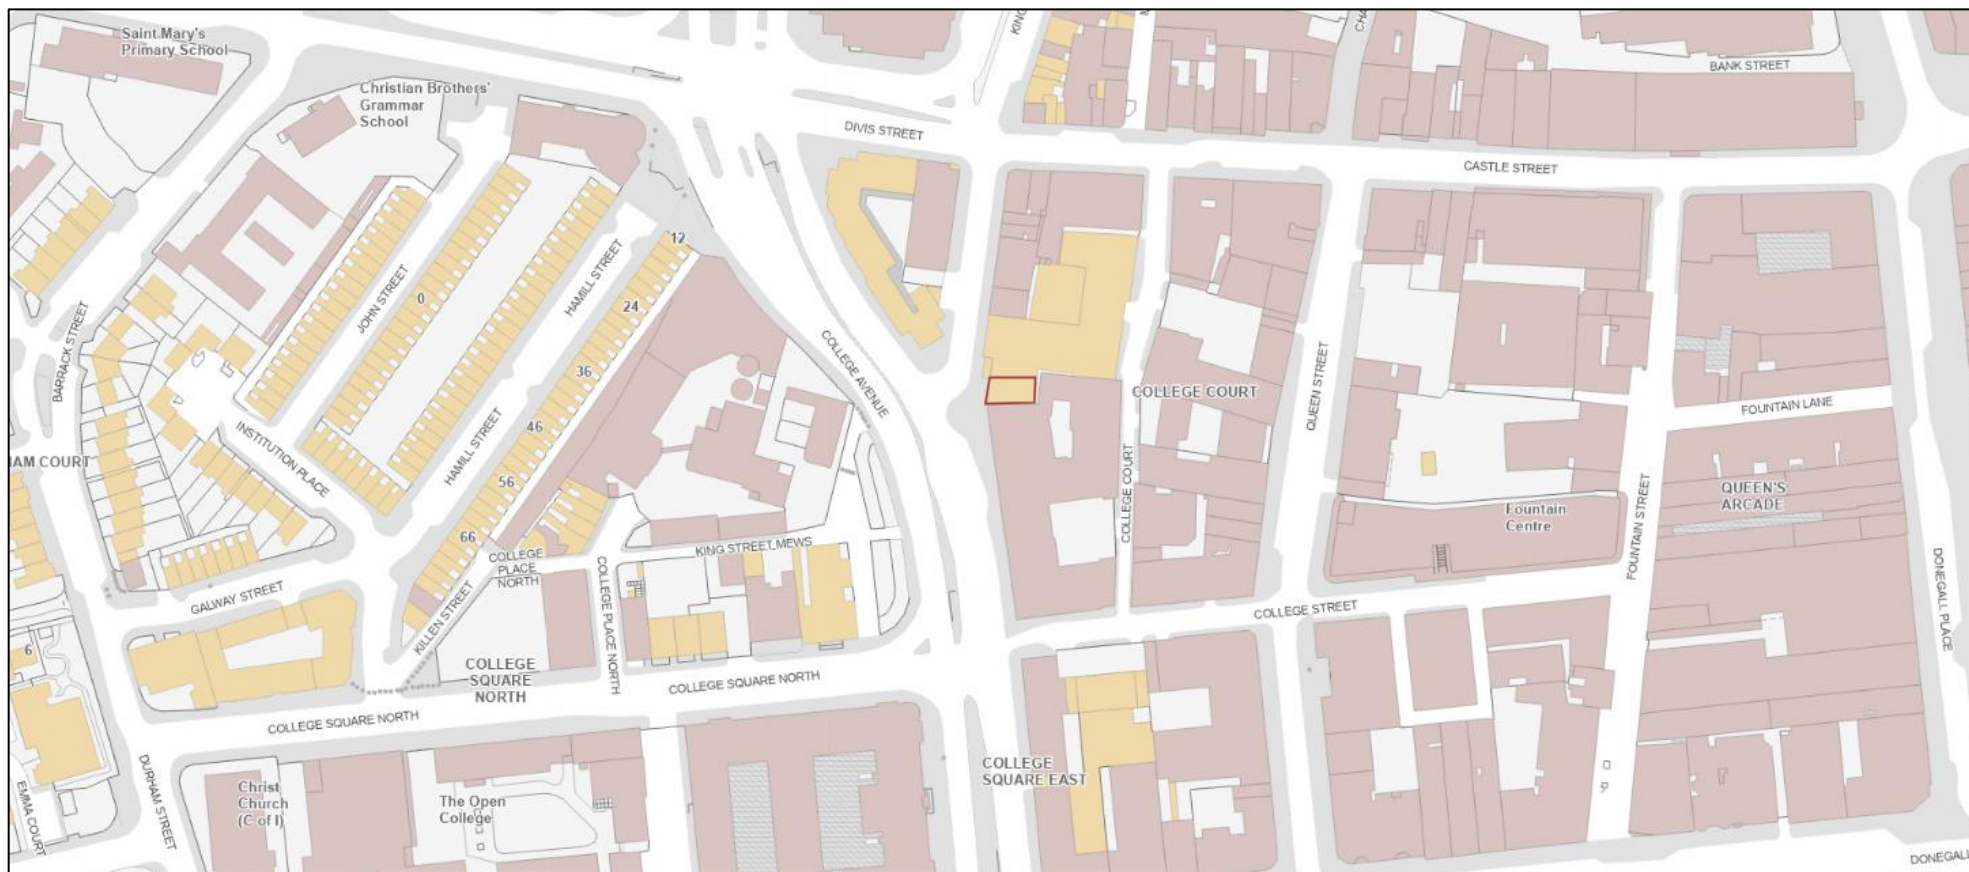 Saint Mary's
Primary School
Christian Brothers'
Grammar
School
KING
CHA
BANK STREET
DIVIS STREET
CASTLE STREET
12
HAMILL STREET
JOHN STREET
0
24
BARRACK STREET
36
COLLEGE AVENUE
COLLEGE COURT
QUEEN STREET
FOUNTAIN LANE
INSTITUTION PLACE
HAMILL STREET
46
AM COURT
56
COLLEGE COURT
QUEEN'S
ARCADE
Fountain
Centre
FOUNTAIN STREET
66
COLLEGE
PLACE
NORTH
KING STREET MEWS
GALWAY STREET
KILLEN STREET
COLLEGE PLACE NORTH
COLLEGE STREET
DONEGALL PLACE
6
COLLEGE
SQUARE
NORTH
COLLEGE SQUARE NORTH
COLLEGE SQUARE NORTH
COLLEGE
SQUARE EAST
DURHAM STREET
EMMA COURT
Christ
Church
(C of I)
The Open
College
DONEGALL